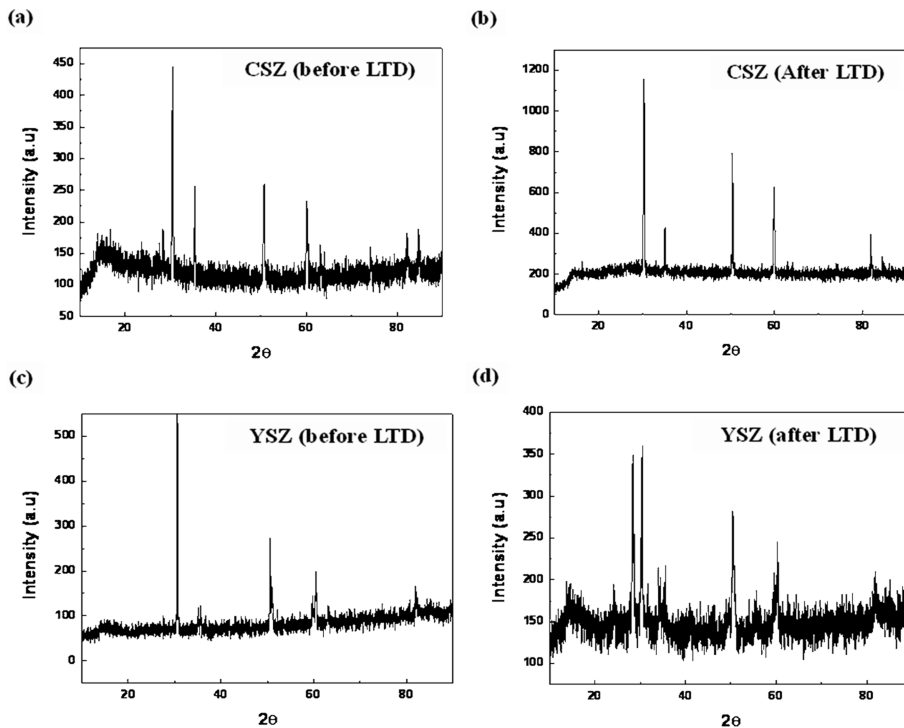 (a)
CSZ (before LTD)
450
400
350
300
250
200
150
100
50
Intensity (a.u)
20
40
60
80
2θ
(b)
CSZ (After LTD)
1200
1000
800
600
400
200
0
Intensity (a.u)
20
40
60
80
2θ
(c)
YSZ (before LTD)
500
400
300
200
100
0
Intensity (a.u)
20
40
60
80
2θ
(d)
YSZ (after LTD)
400
350
300
250
200
150
100
Intensity (a.u)
20
40
60
80
2θ